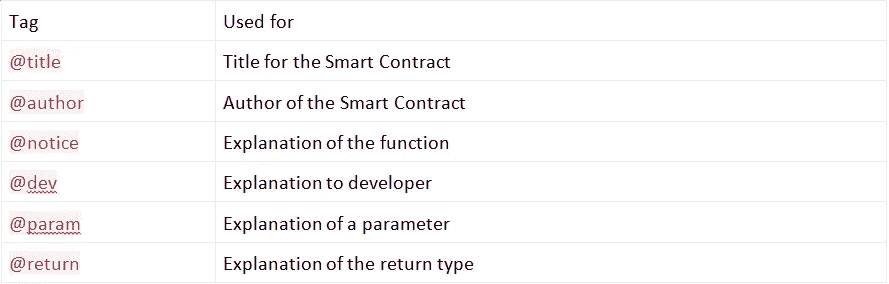 Tag Used for
@title Title for the Smart Contract
@author Author of the Smart Contract
@notice Explanation of the function
@dev Explanation to developer
@param Explanation of a parameter
@return Explanation of the return type